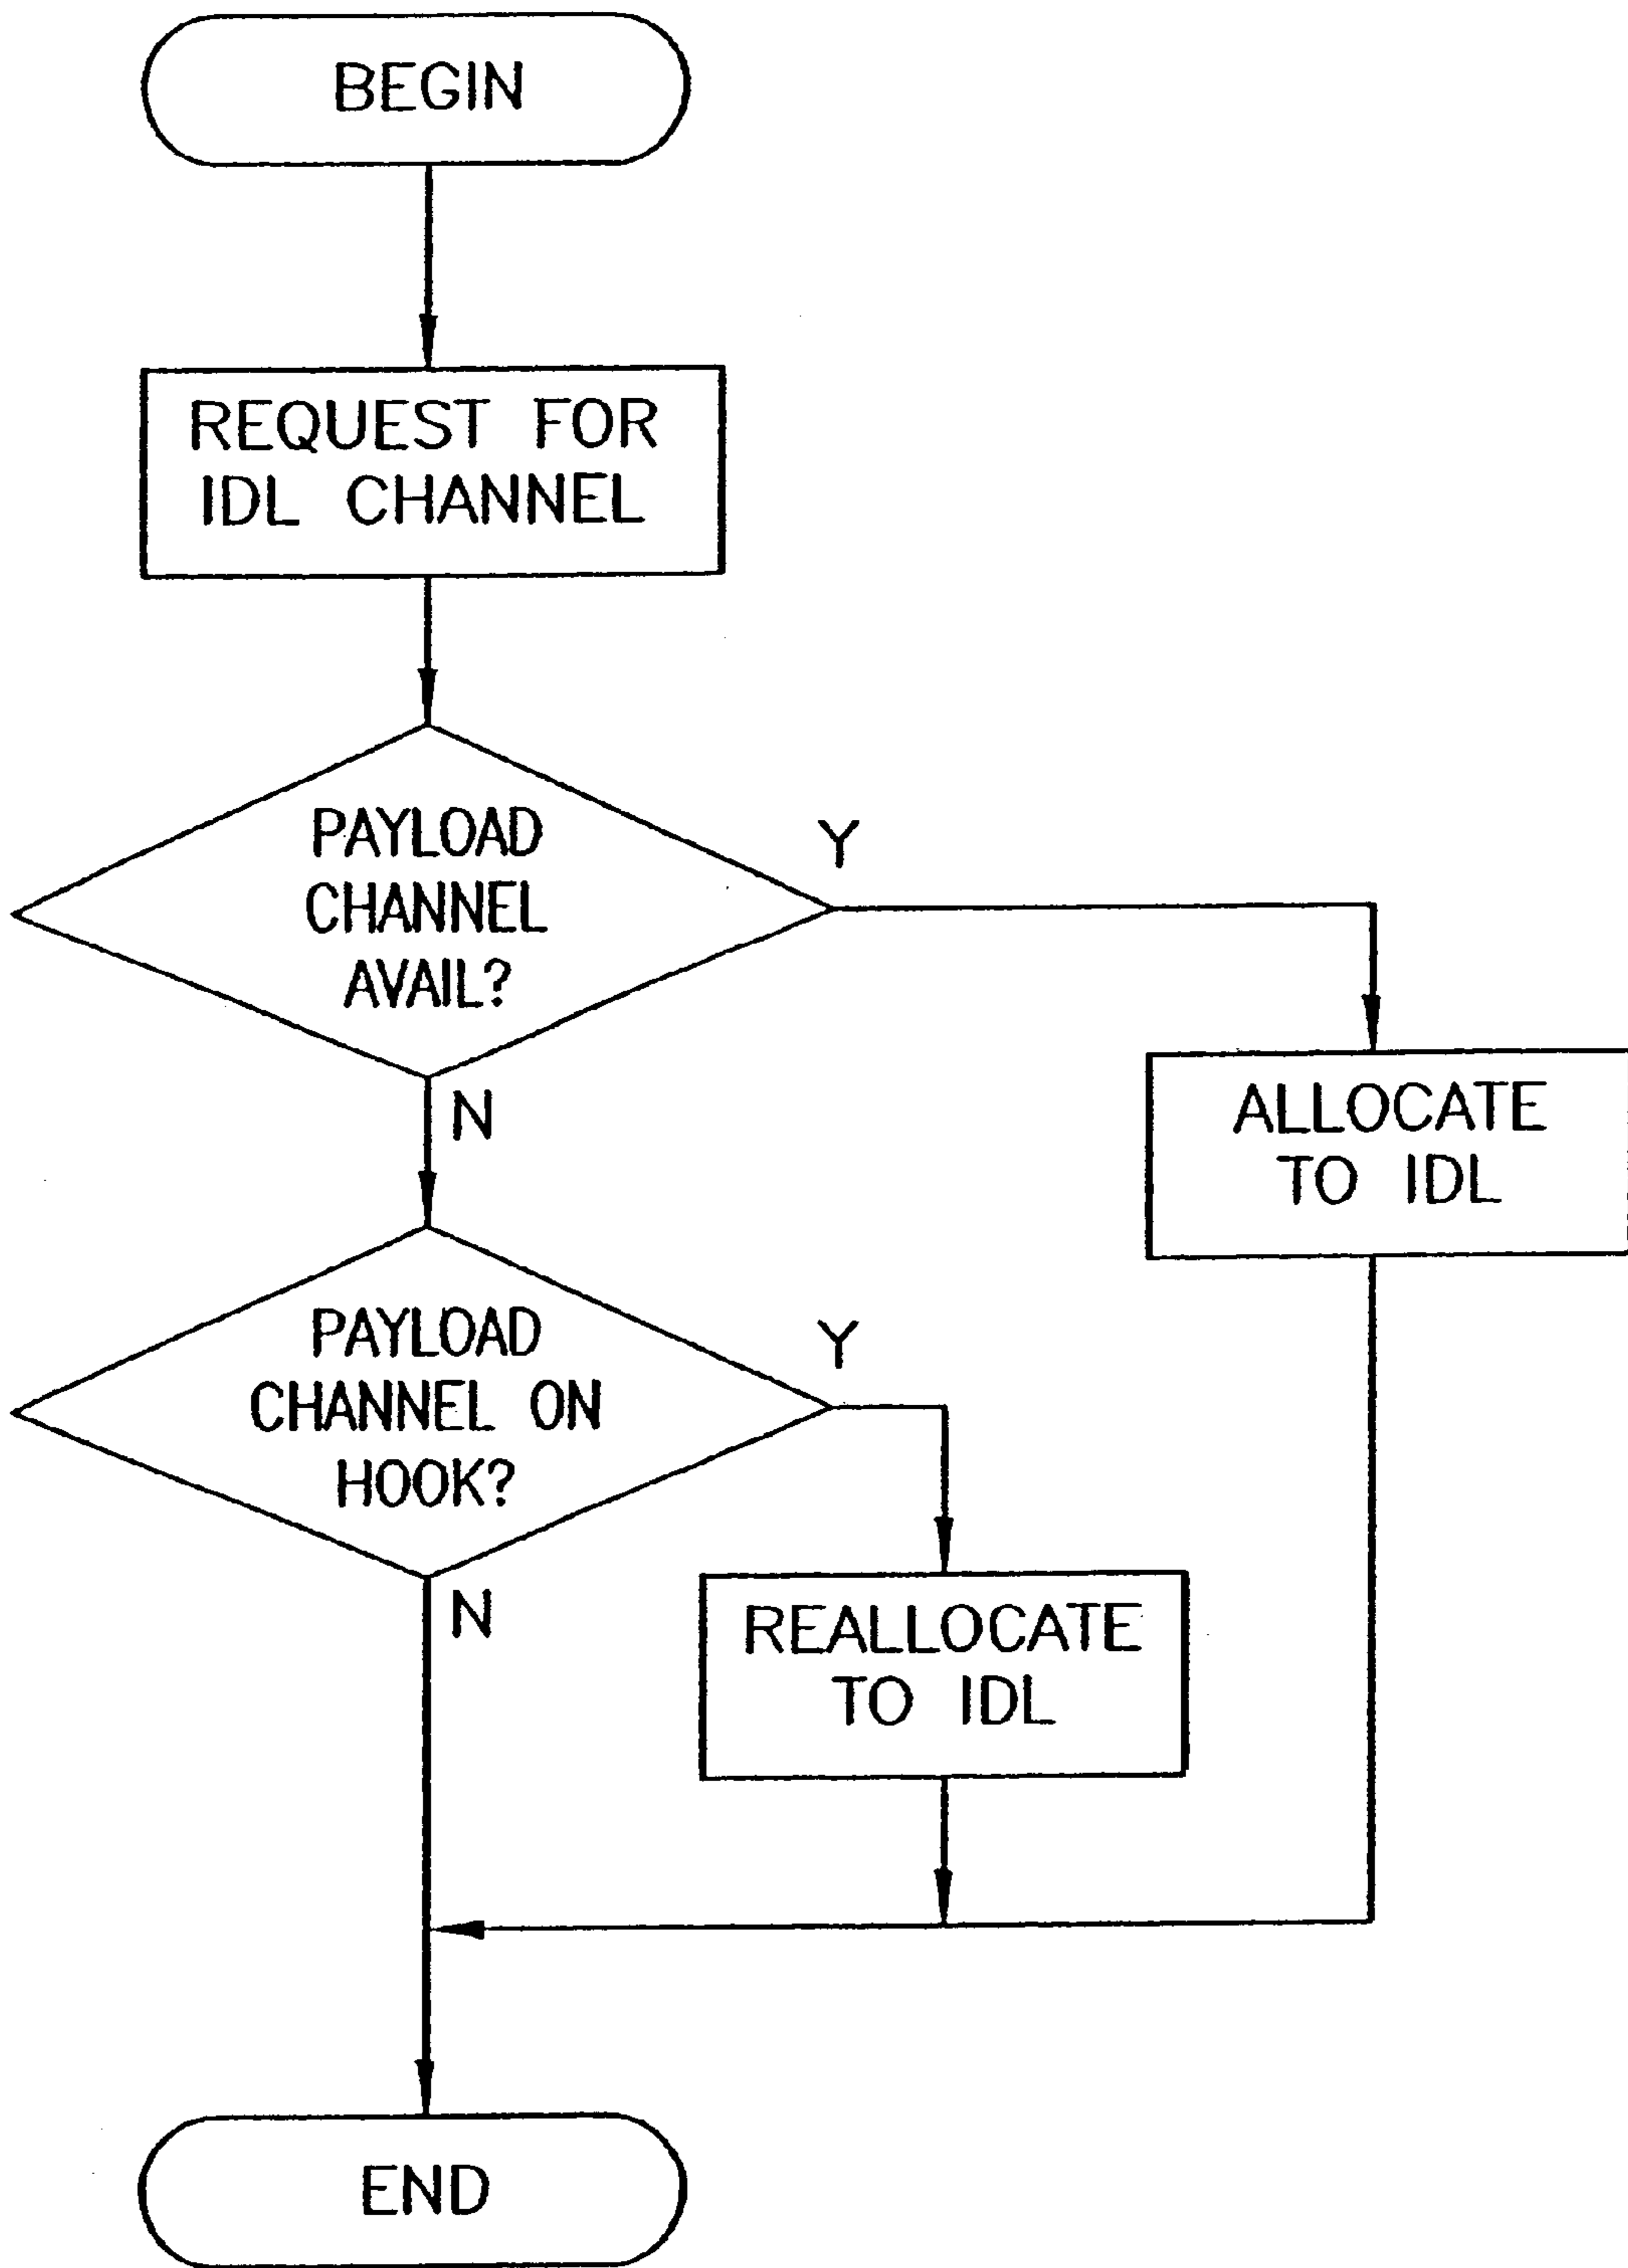 BEGIN
REQUEST FOR
IDL CHANNEL
PAYLOAD
CHANNEL
AVAIL?
Y
N
ALLOCATE
TO IDL
PAYLOAD
CHANNEL ON
HOOK?
Y
N
REALLOCATE
TO IDL
END